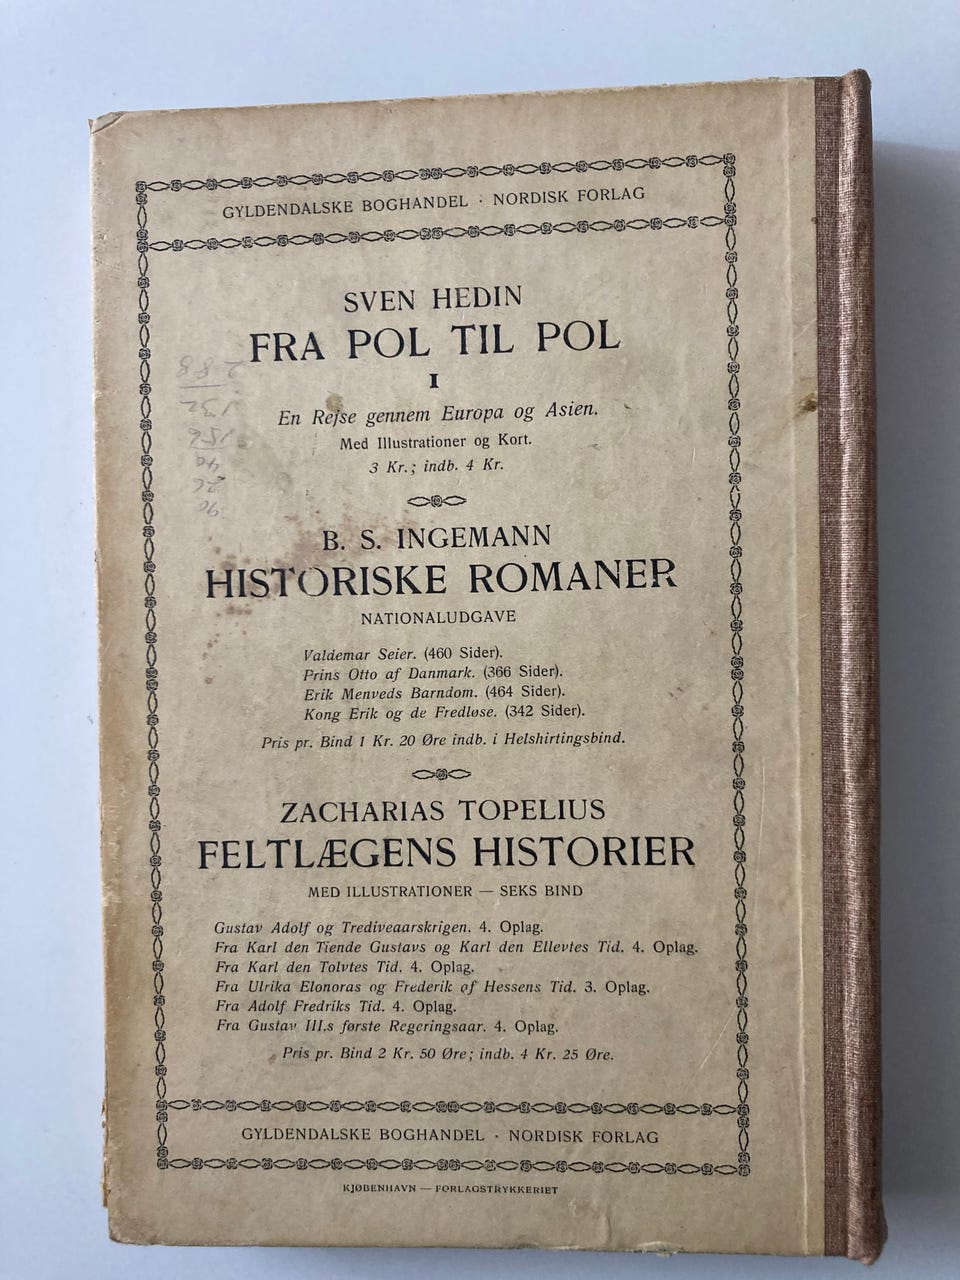 GYLDENDALSKE BOGHANDEL · NORDISK FORLAG
SVEN HEDIN
FRA POL TIL POL
I
En Rejse gennem Europa og Asien.
Med Illustrationer og Kort.
3 Kr.; indb. 4 Kr.
B. S. INGEMANN
HISTORISKE ROMANER
NATIONALUDGAVE
Valdemar Seier. (460 Sider).
Prins Otto af Danmark. (366 Sider).
Erik Menveds Barndom. (464 Sider).
Kong Erik og de Fredløse. (342 Sider).
Pris pr. Bind 1 Kr. 20 Øre indb. i Helshirtingsbind.
ZACHARIAS TOPELIUS
FELTLÆGENS HISTORIER
MED ILLUSTRATIONER — SEKS BIND
Gustav Adolf og Trediveaarskrigen. 4. Oplag.
Fra Karl den Tiende Gustavs og Karl den Ellevtes Tid. 4. Oplag.
Fra Karl den Tolvtes Tid. 4. Oplag.
Fra Ulrika Elonoras og Frederik of Hessens Tid. 3. Oplag.
Fra Adolf Fredriks Tid. 4. Oplag.
Fra Gustav III.s første Regeringsaar. 4. Oplag.
Pris pr. Bind 2 Kr. 50 Øre; indb. 4 Kr. 25 Øre.
GYLDENDALSKE BOGHANDEL · NORDISK FORLAG
KJØBENHAVN — FORLAGSTRYKKERIET